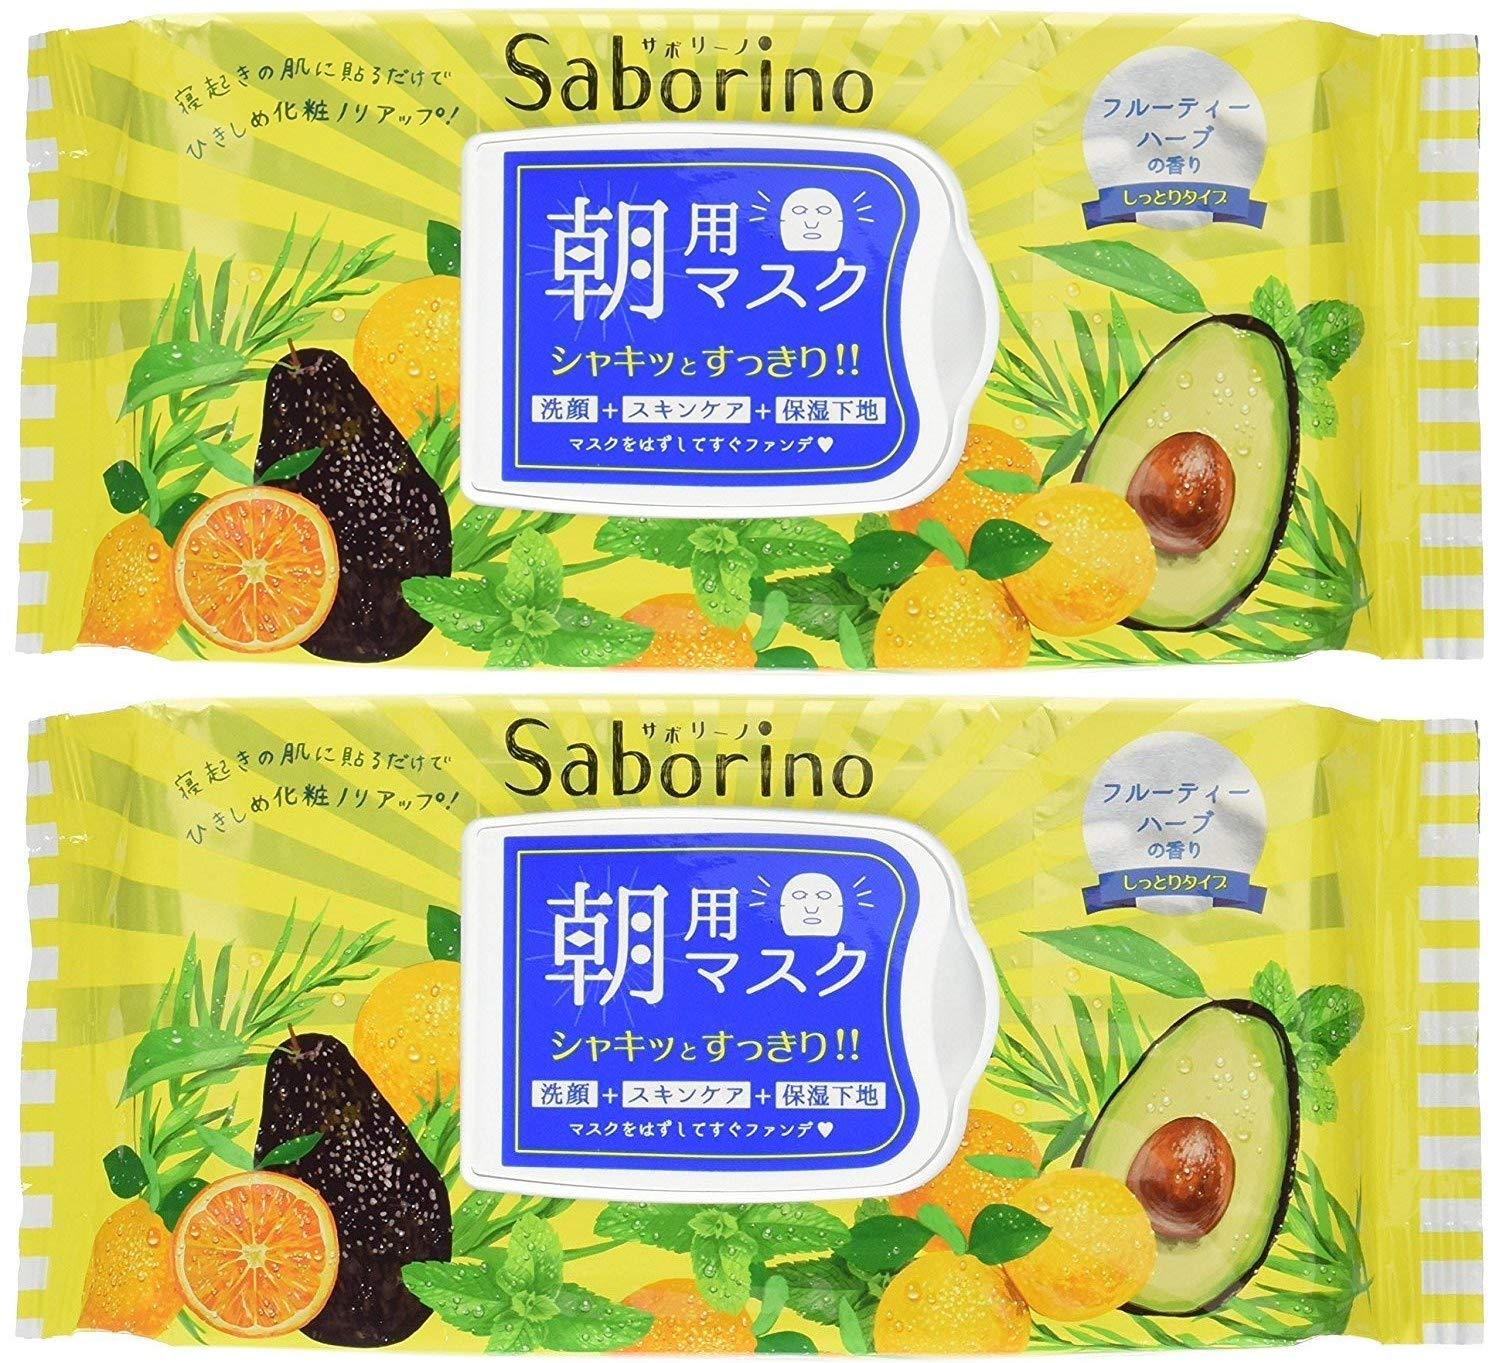 サボリーノ
Saborino
寝起きの肌に貼るだけで
ひきしめ化粧ノリアップ!
フルーティー
ハーブ
の香り
しっとりタイプ
朝用マスク
シャキッとすっきり!!
洗顔+スキンケア+保湿下地
マスクをはずしてすぐファンデ♥
サボリーノ
Saborino
寝起きの肌に貼るだけで
ひきしめ化粧ノリアップ!
フルーティー
ハーブ
の香り
しっとりタイプ
朝用マスク
シャキッとすっきり!!
洗顔+スキンケア+保湿下地
マスクをはずしてすぐファンデ♥